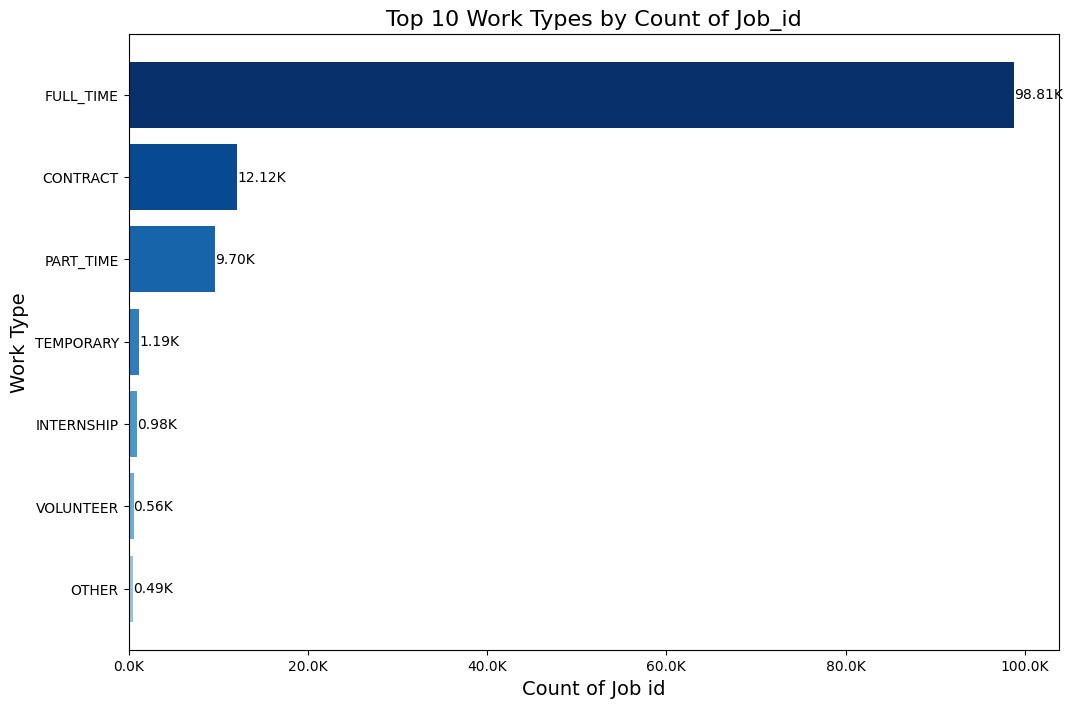 Top 10 Work Types by Count of Job_id
Work Type
FULL_TIME 98.81K
CONTRACT 12.12K
PART_TIME 9.70K
TEMPORARY 1.19K
INTERNSHIP 0.98K
VOLUNTEER 0.56K
OTHER 0.49K
0.0K 20.0K 40.0K 60.0K 80.0K 100.0K
Count of Job id